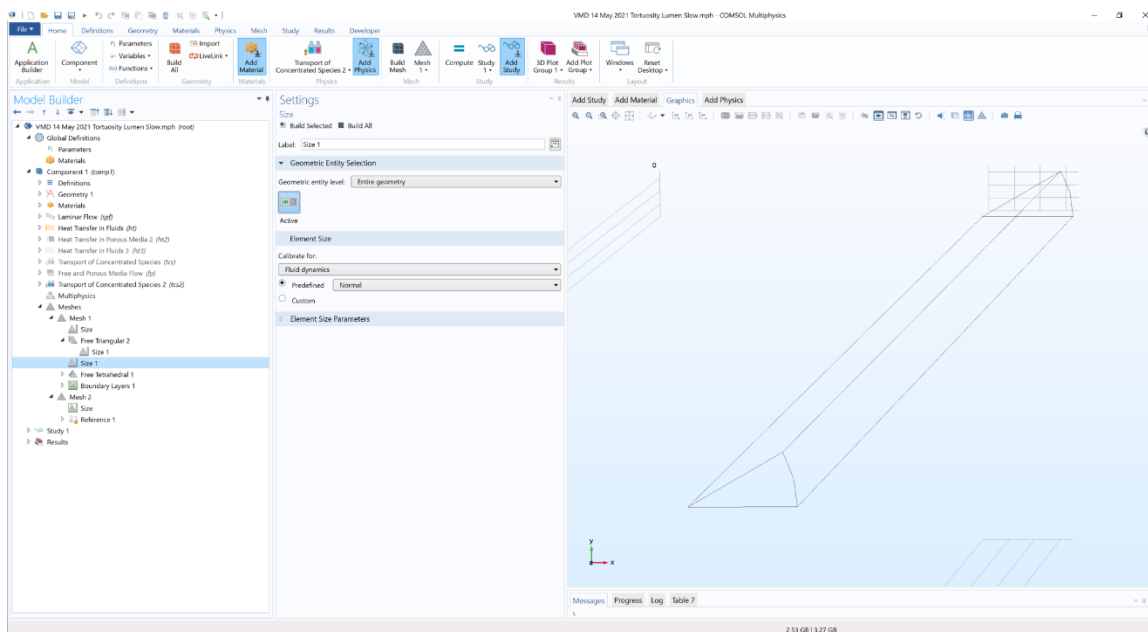 VMD 14 May 2021 Tortuosity Lumen Slow.mph - COMSOL Multiphysics
File Home Definitions Geometry Materials Physics Mesh Study Results Developer
Application Builder
Component 1
Parameters
Variables
Functions
Build All
Import
LiveLink
Add Material
Transport of Concentrated Species 2
Add Physics
Build Mesh
Mesh 1
Compute
Study 1
Add Study
3D Plot Group 1
Add Plot Group
Windows
Reset Desktop
Application Model Definitions Geometry Materials Physics Mesh Study Results Layout
Model Builder
VMD 14 May 2021 Tortuosity Lumen Slow.mph (root)
Global Definitions
Parameters
Materials
Component 1 (comp1)
Definitions
Geometry 1
Materials
Laminar Flow (spf)
Heat Transfer in Fluids (ht)
Heat Transfer in Porous Media 2 (ht2)
Heat Transfer in Fluids 3 (ht3)
Transport of Concentrated Species (tcs)
Free and Porous Media Flow (fp)
Transport of Concentrated Species 2 (tcs2)
Multiphysics
Meshes
Mesh 1
Size
Free Triangular 2
Size 1
Size 1
Free Tetrahedral 1
Boundary Layers 1
Mesh 2
Size
Reference 1
Study 1
Results
Settings
Size
Build Selected Build All
Label: Size 1
Geometric Entity Selection
Geometric entity level: Entire geometry
Active
Element Size
Calibrate for:
Fluid dynamics
Predefined Normal
Custom
Element Size Parameters
Add Study Add Material Graphics Add Physics
0
y
x
Messages Progress Log Table 7
2.53 GB | 3.27 GB